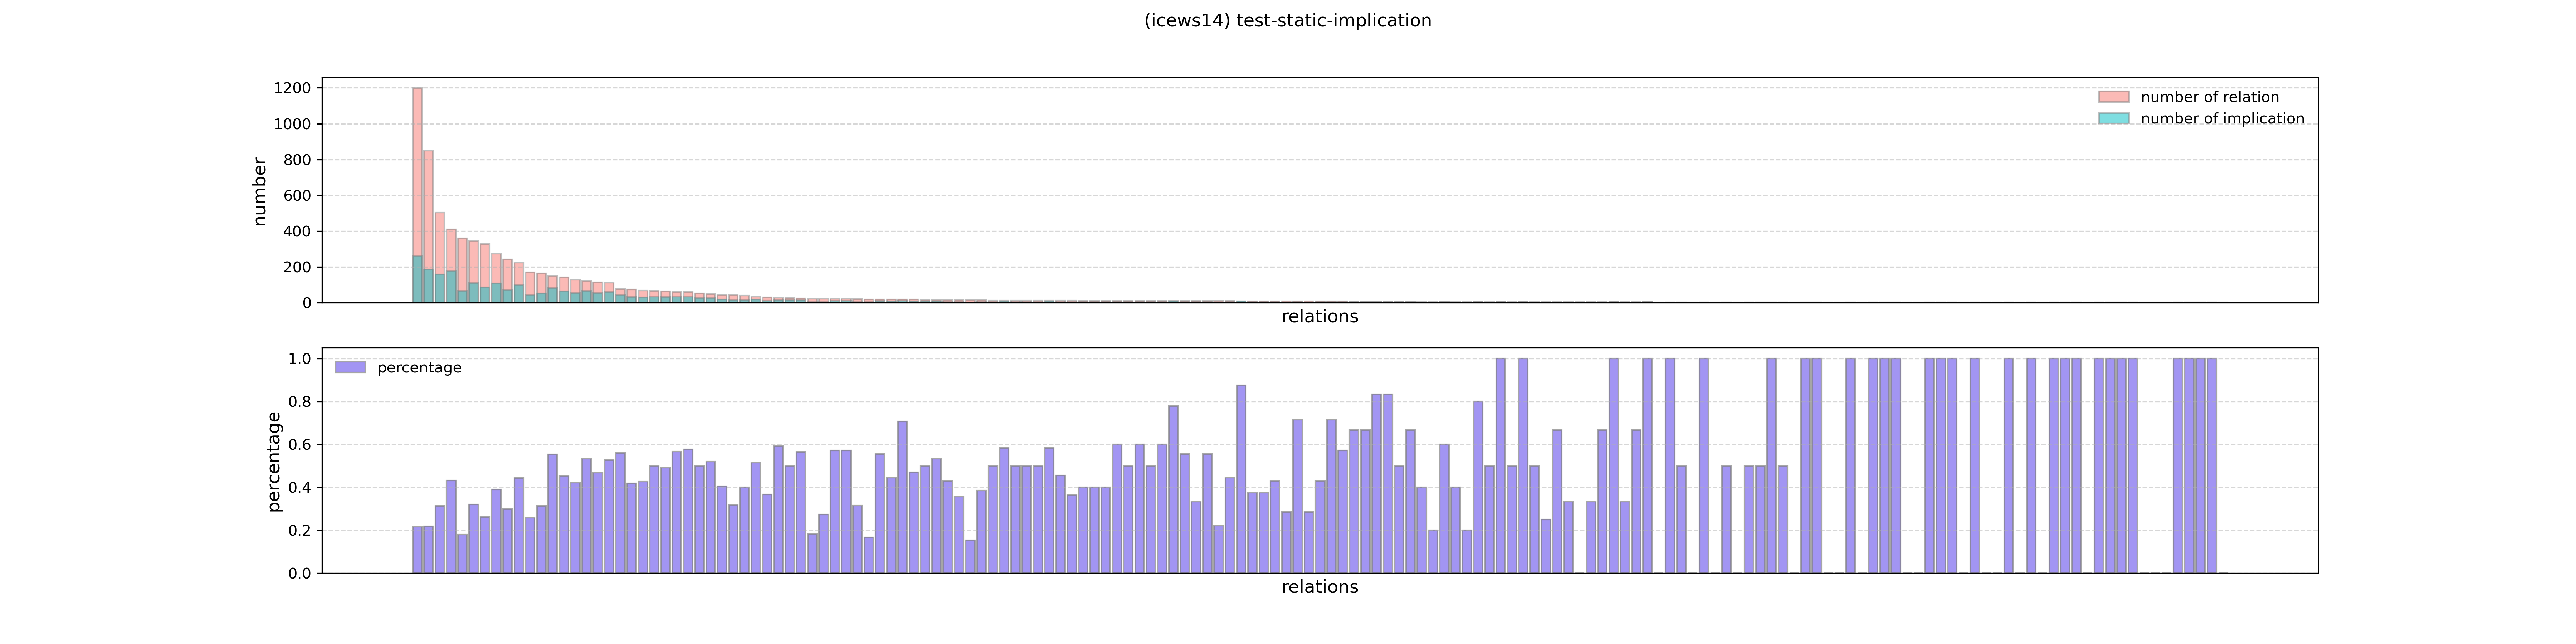 (icews14) test-static-implication
number
1200
1000
800
600
400
200
0
number of relation
number of implication
relations
percentage
1.0
0.8
0.6
0.4
0.2
0.0
percentage
relations